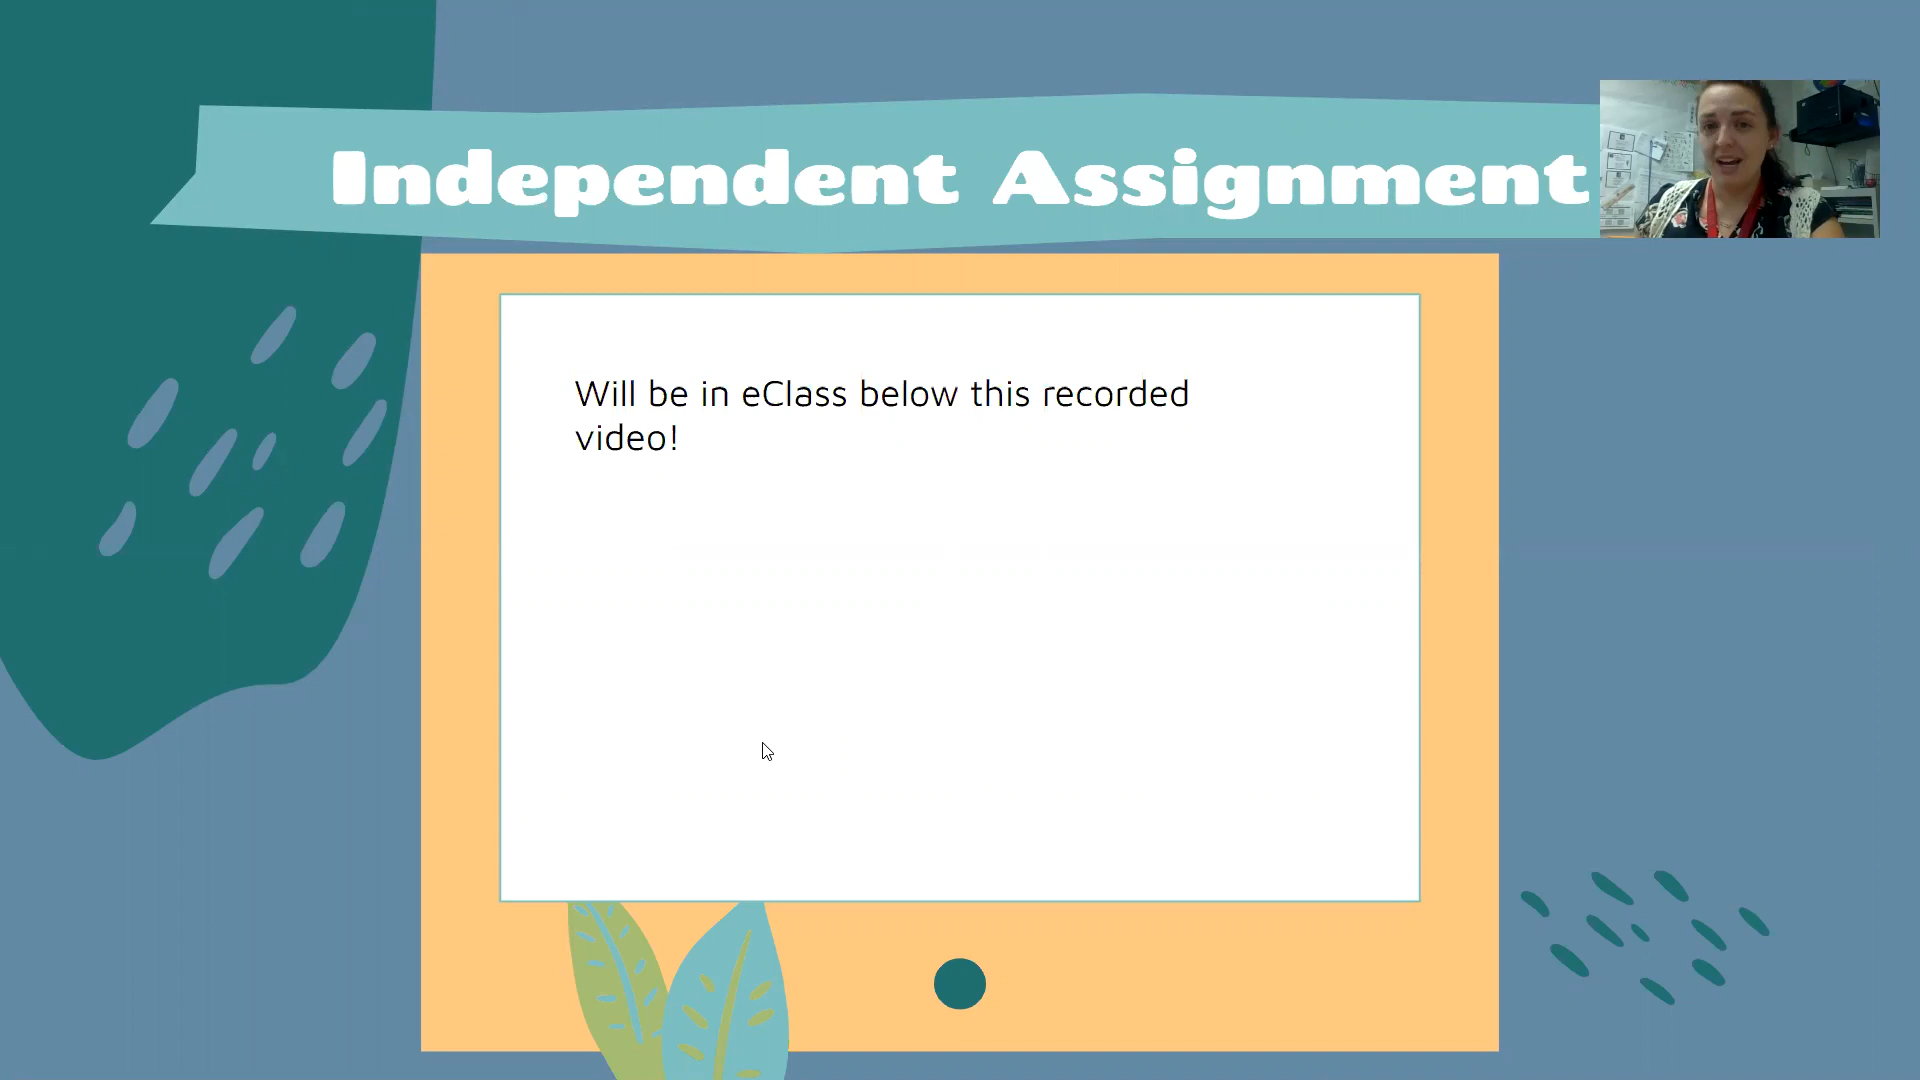 Independent Assignment
Will be in eClass below this recorded
video!